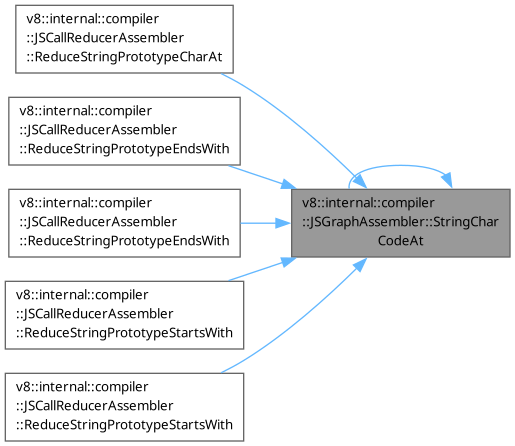 v8::internal::compiler
::JSCallReducerAssembler
::ReduceStringPrototypeCharAt
v8::internal::compiler
::JSCallReducerAssembler
::ReduceStringPrototypeEndsWith
v8::internal::compiler
::JSCallReducerAssembler
::ReduceStringPrototypeEndsWith
v8::internal::compiler
::JSGraphAssembler::StringChar
CodeAt
v8::internal::compiler
::JSCallReducerAssembler
::ReduceStringPrototypeStartsWith
v8::internal::compiler
::JSCallReducerAssembler
::ReduceStringPrototypeStartsWith